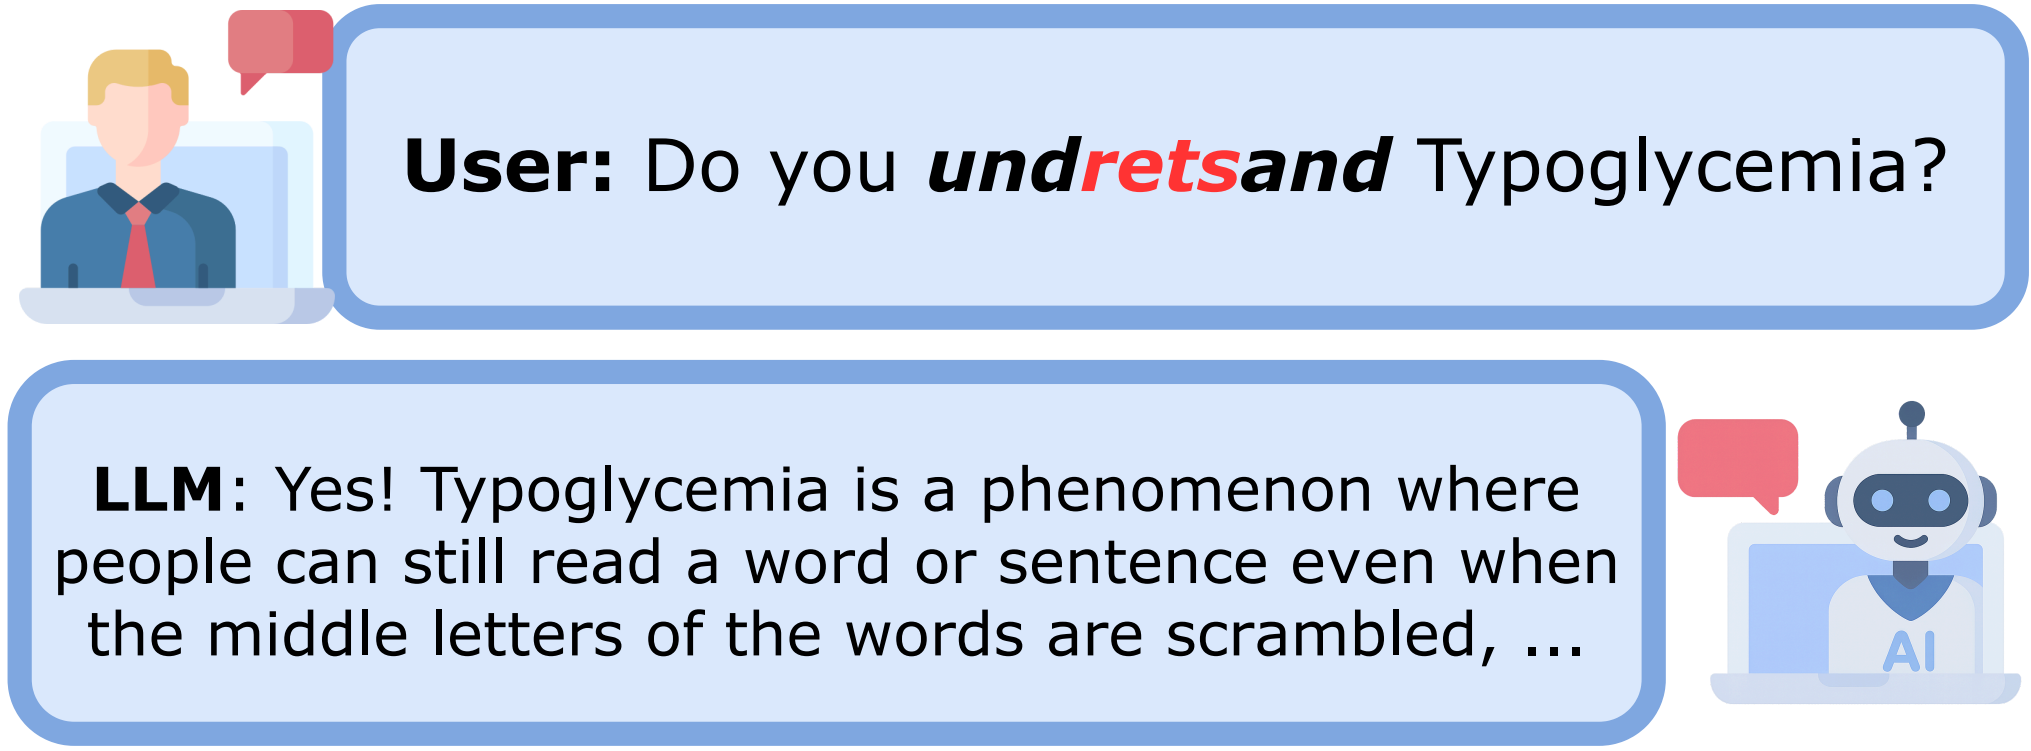 User: Do you undretsand Typoglycemia?
LLM: Yes! Typoglycemia is a phenomenon where
people can still read a word or sentence even when
the middle letters of the words are scrambled, ...
AI